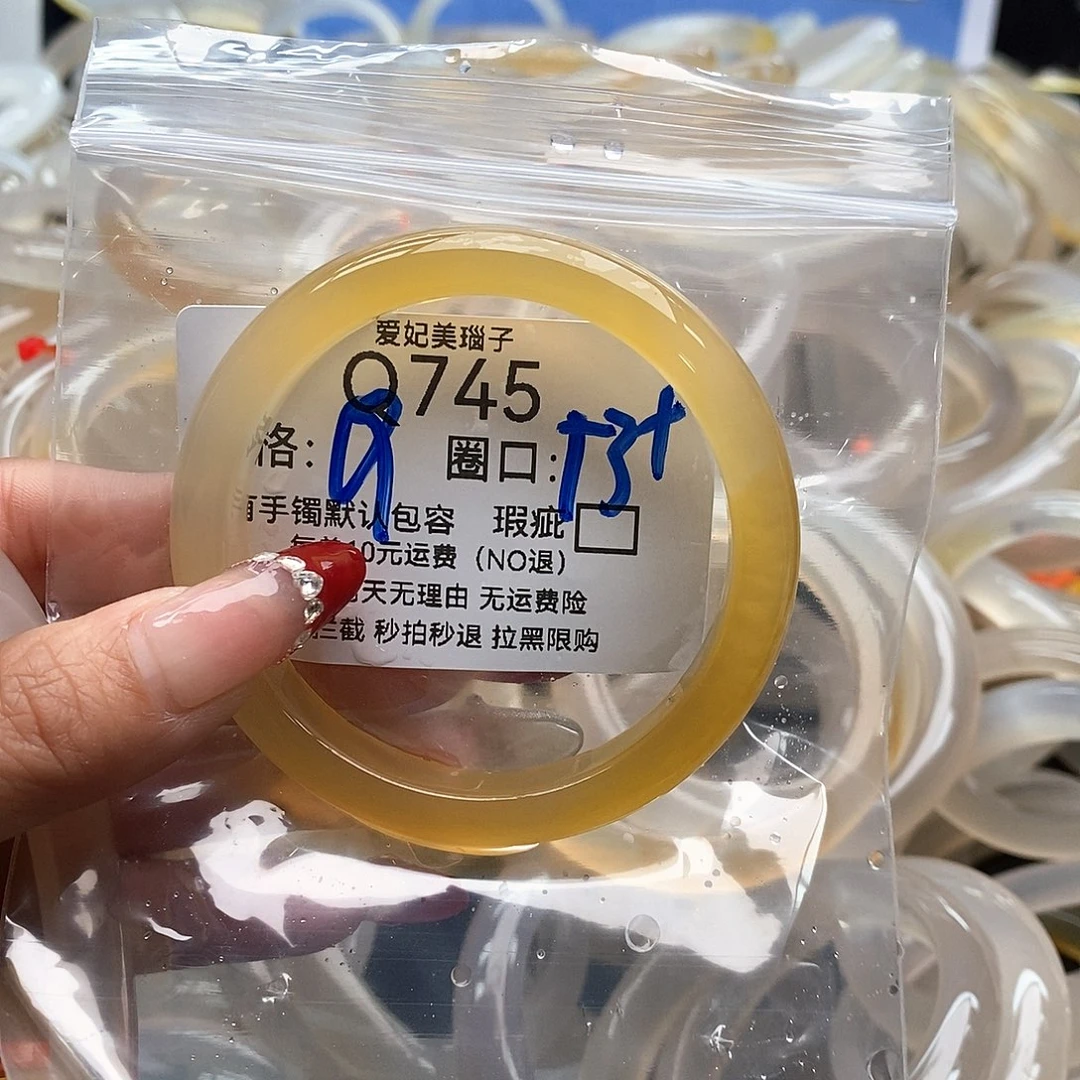 爱妃美瑙子
Q745
格: 圈口: 53+
手镯默认包容 瑕疵
10元运费 (NO退)
天无理由 无运费险
拦截 秒拍秒退 拉黑限购